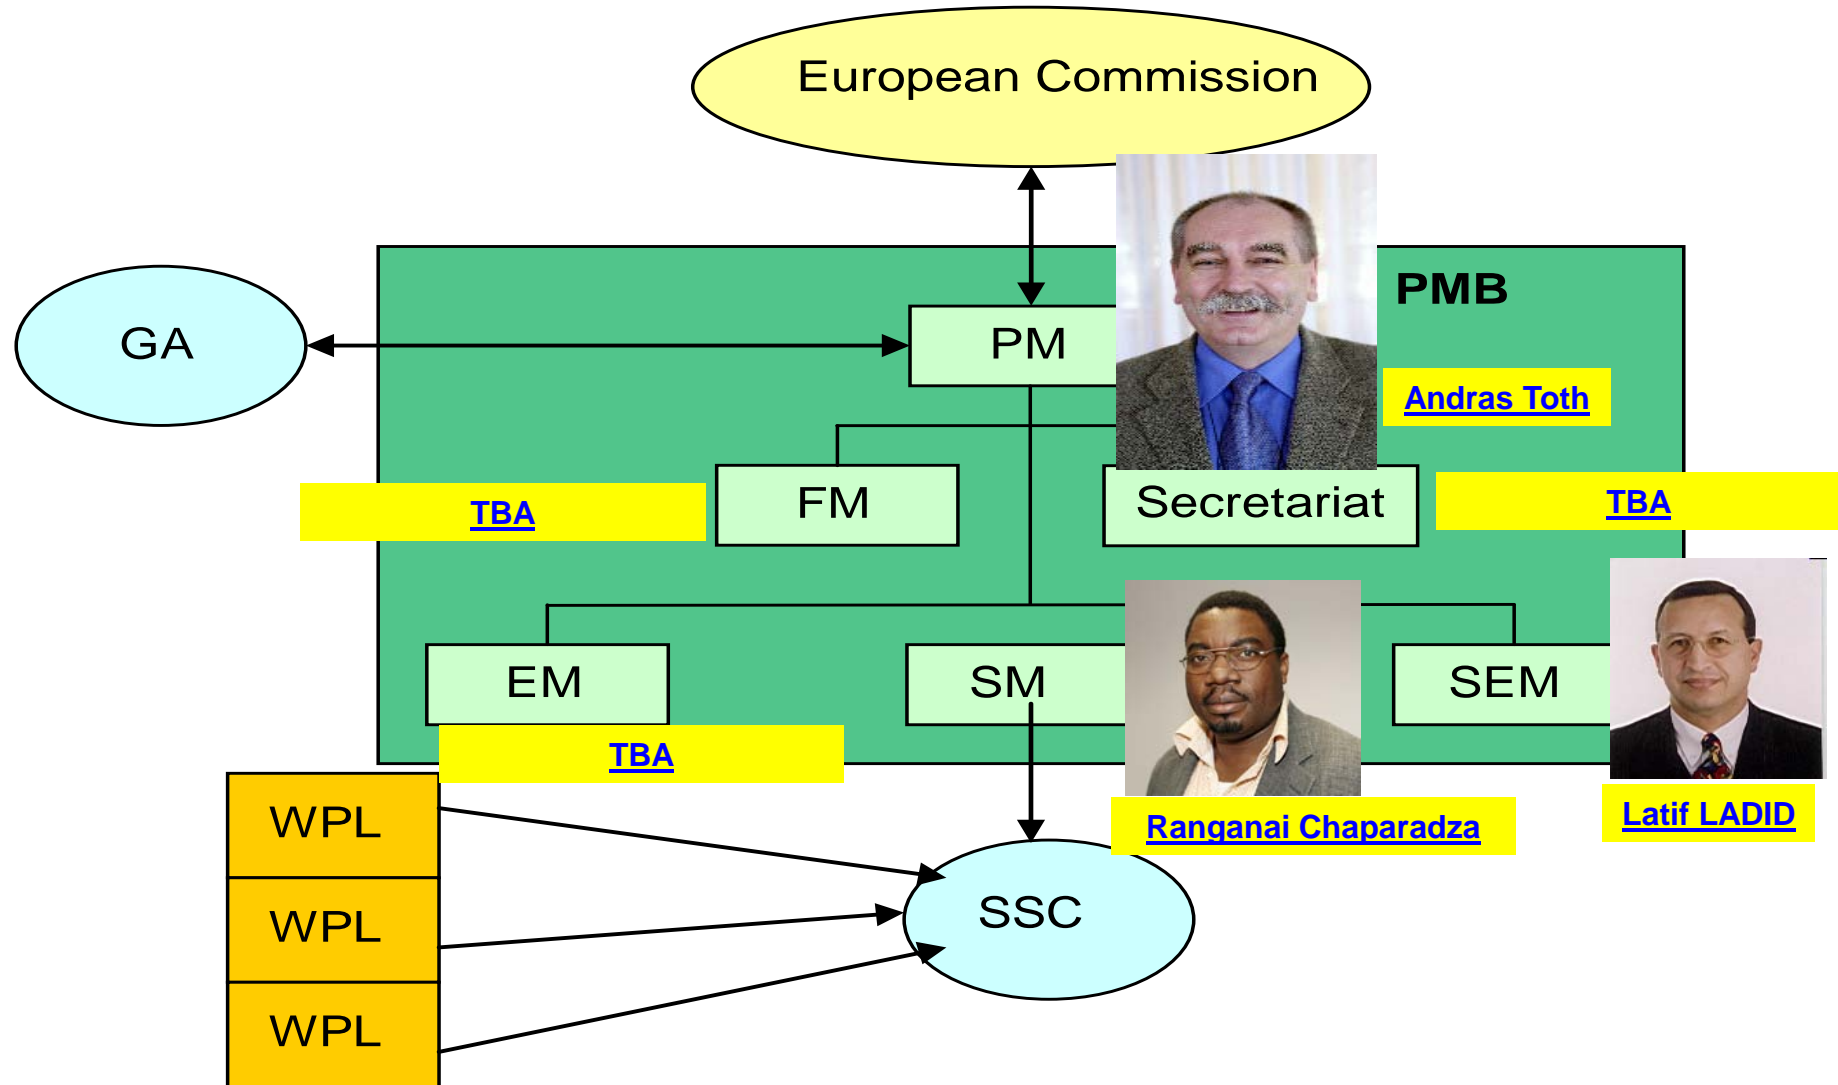 European Commission
PMB
GA
PM
Andras Toth
TBA
FM
Secretariat
TBA
EM
SM
SEM
TBA
WPL
Ranganai Chaparadza
Latif LADID
WPL
SSC
WPL